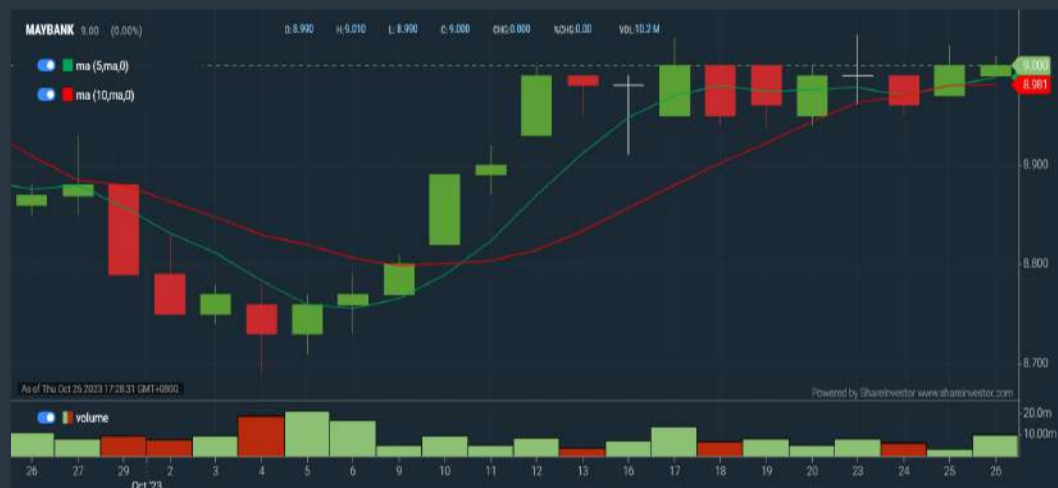 MAYBANK 9.00 (0.00%) O:8.990 H:9.010 L:8.990 C:9.000 CHG:0.000 %CHG:0.00 VOL:10.2 M
ma (5,ma,0)
ma (10,ma,0)
9.000
8.981
8.900
8.800
8.700
As of Thu Oct 26 2023 17:28:31 GMT+0800
Powered by ShareInvestor www.shareinvestor.com
volume
20.0m
10.00m
26 27 29 2 3 4 5 6 9 10 11 12 13 16 17 18 19 20 23 24 25 26
Oct '23